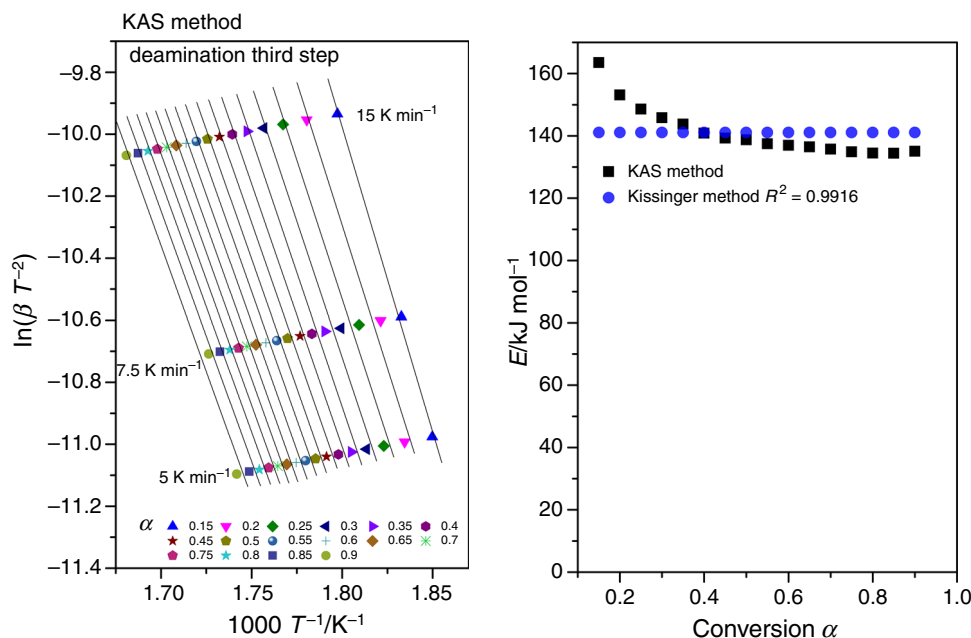 KAS method
deamination third step
−9.8
−10.0
−10.2
−10.4
−10.6
−10.8
−11.0
−11.2
−11.4
ln(β T⁻²)
15 K min⁻¹
7.5 K min⁻¹
5 K min⁻¹
α 0.15 0.2 0.25 0.3 0.35 0.4
0.45 0.5 0.55 0.6 0.65 0.7
0.75 0.8 0.85 0.9
1.70 1.75 1.80 1.85
1000 T⁻¹/K⁻¹
160
140
120
100
80
60
40
20
0
E/kJ mol⁻¹
KAS method
Kissinger method R² = 0.9916
0.2 0.4 0.6 0.8 1.0
Conversion α